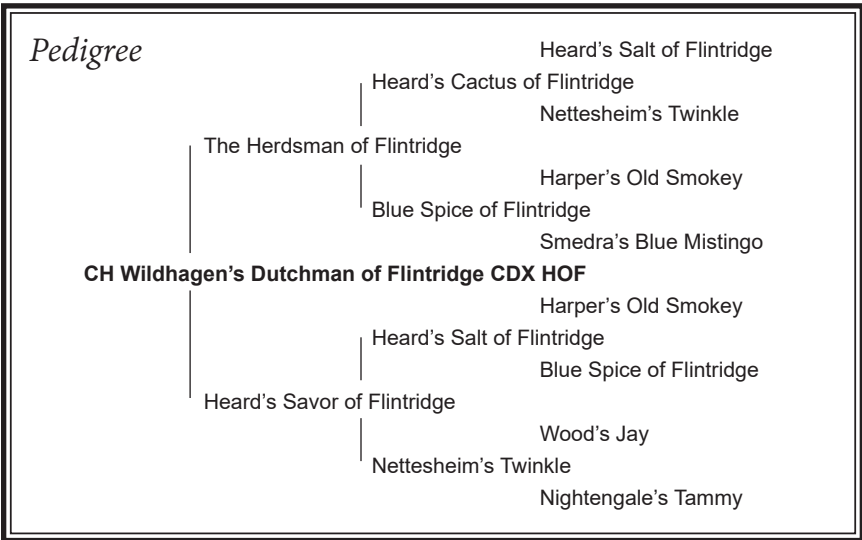 Pedigree
Heard's Salt of Flintridge
Heard's Cactus of Flintridge
Nettesheim's Twinkle
The Herdsman of Flintridge
Harper's Old Smokey
Blue Spice of Flintridge
Smedra's Blue Mistingo
CH Wildhagen's Dutchman of Flintridge CDX HOF
Harper's Old Smokey
Heard's Salt of Flintridge
Blue Spice of Flintridge
Heard's Savor of Flintridge
Wood's Jay
Nettesheim's Twinkle
Nightengale's Tammy